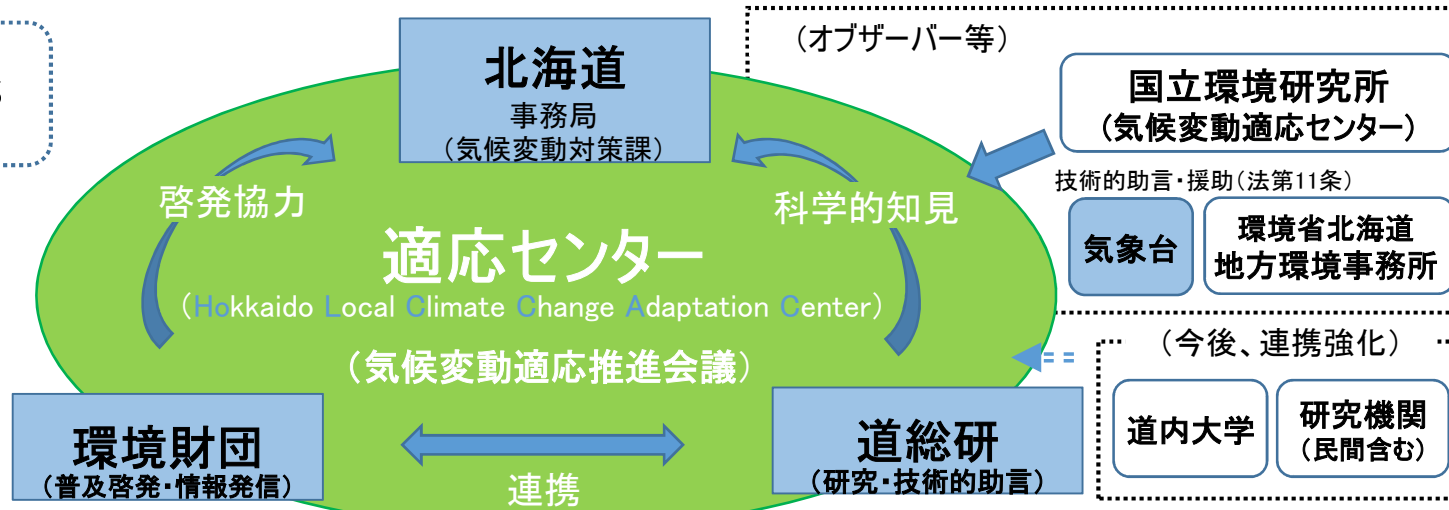 (オブザーバー等)
北海道
事務局
(気候変動対策課)
国立環境研究所
(気候変動適応センター)
技術的助言・援助(法第11条)
気象台
環境省北海道
地方環境事務所
啓発協力
科学的知見
適応センター
(Hokkaido Local Climate Change Adaptation Center)
(気候変動適応推進会議)
(今後、連携強化)
道内大学
研究機関
(民間含む)
環境財団
(普及啓発・情報発信)
連携
道総研
(研究・技術的助言)